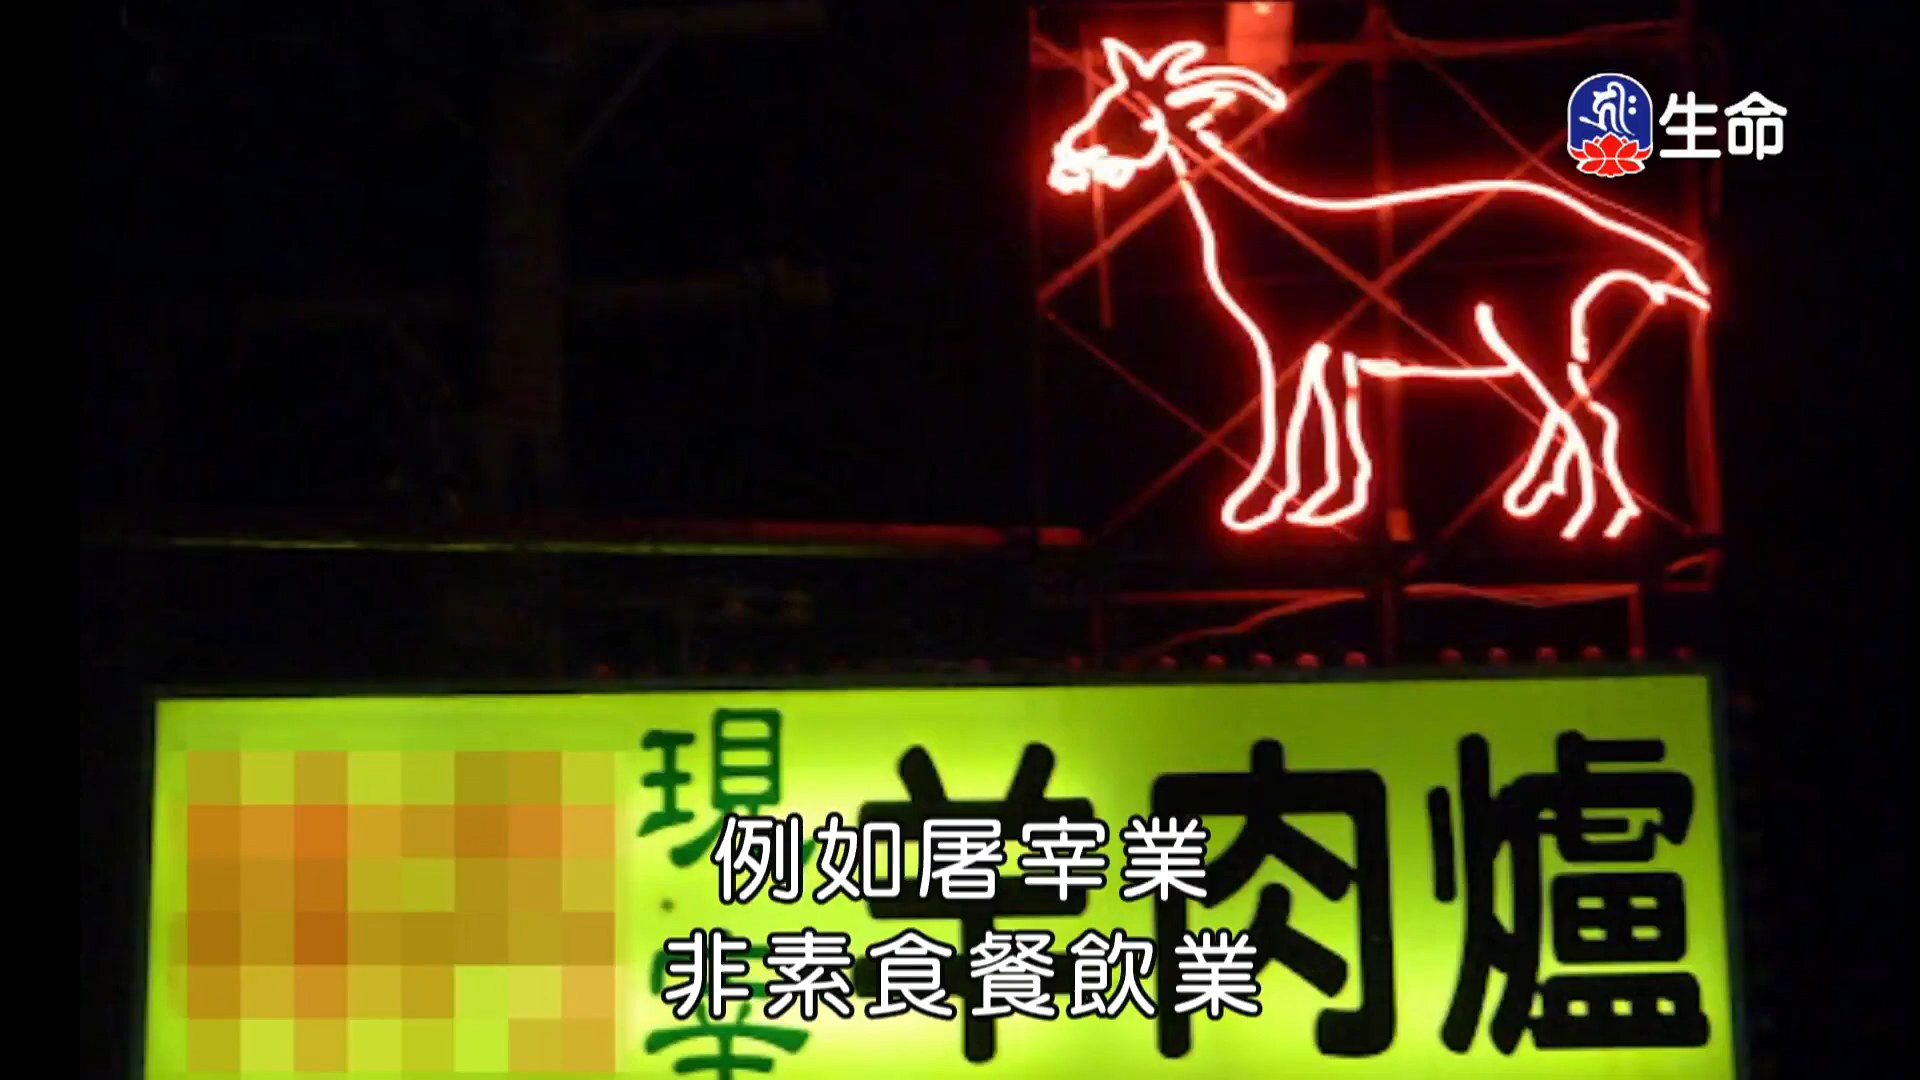 生命
現宰
羊肉爐
例如屠宰業
非素食餐飲業